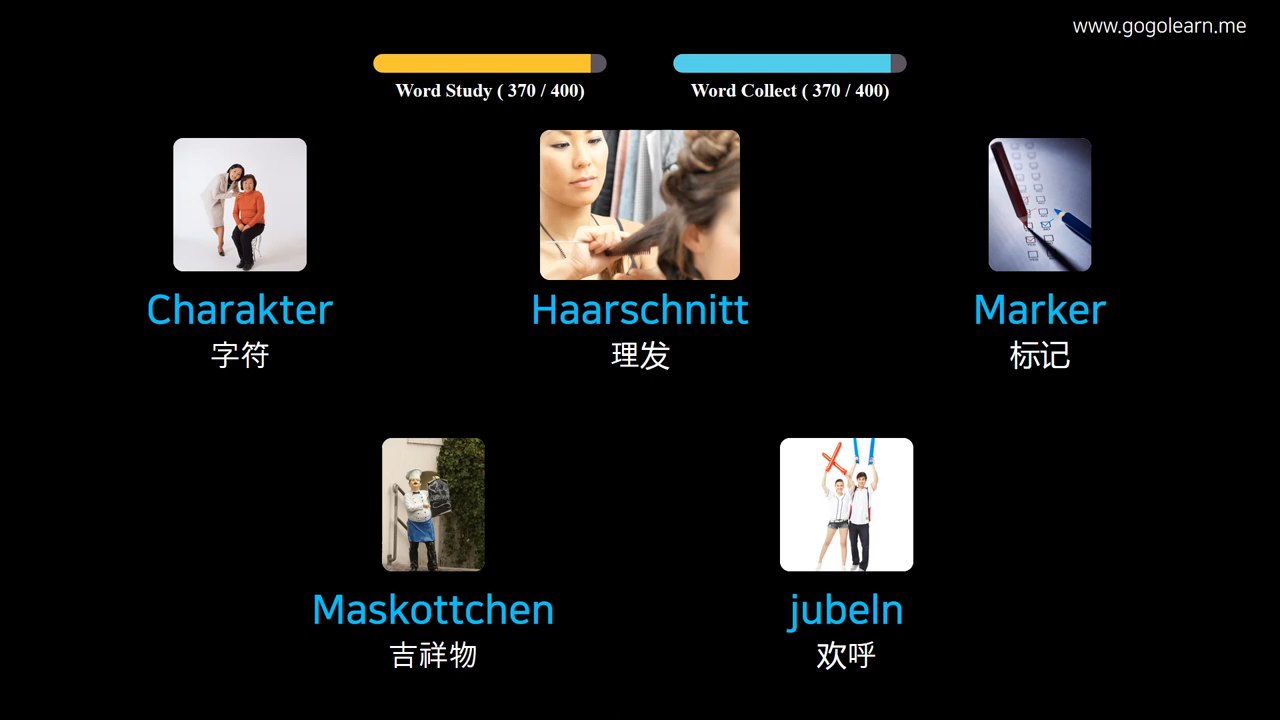 www.gogolearn.me
Word Study ( 370 / 400)
Word Collect ( 370 / 400)
Charakter
字符
Haarschnitt
理发
Marker
标记
Maskottchen
吉祥物
jubeln
欢呼